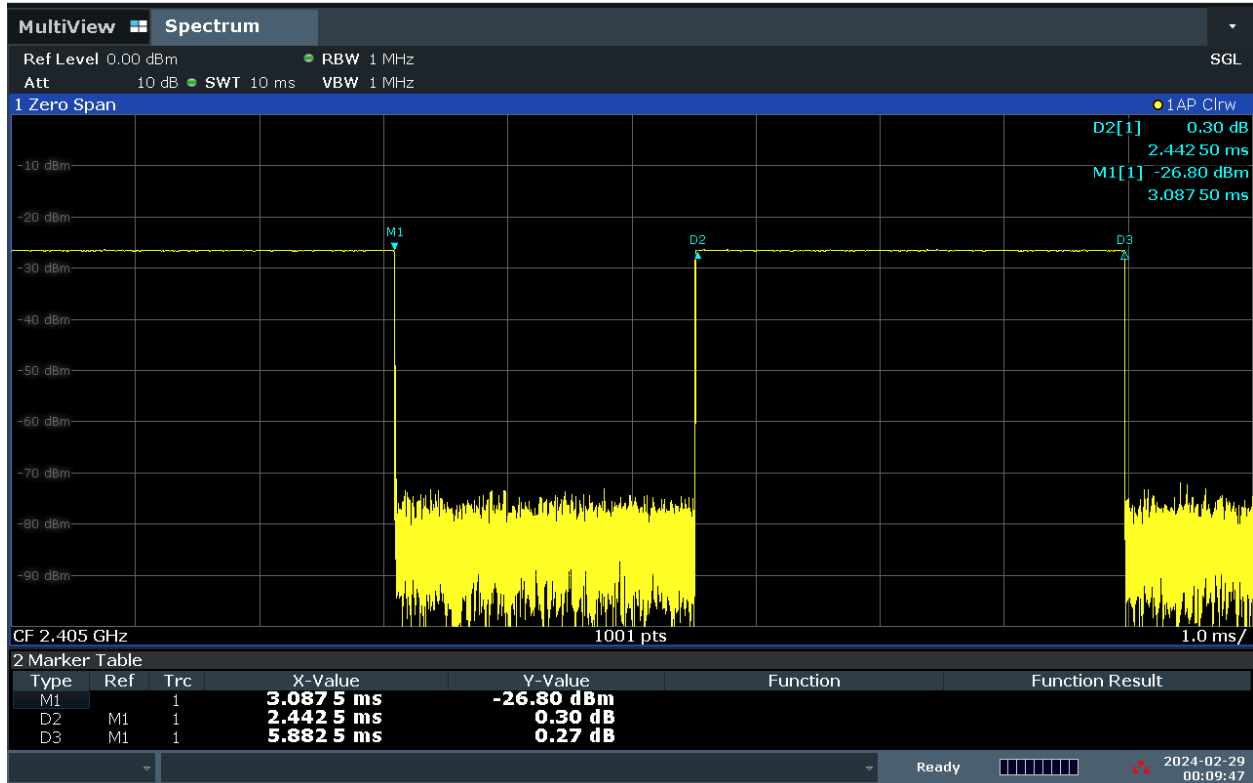 MultiView Spectrum
Ref Level 0.00 dBm RBW 1 MHz SGL
Att 10 dB SWT 10 ms VBW 1 MHz
1 Zero Span 1AP Clrw
D2[1] 0.30 dB
2.442 50 ms
-10 dBm
M1[1] -26.80 dBm
3.087 50 ms
-20 dBm
M1 D2 D3
-30 dBm
-40 dBm
-50 dBm
-60 dBm
-70 dBm
-80 dBm
-90 dBm
CF 2.405 GHz 1001 pts 1.0 ms/
2 Marker Table
Type Ref Trc X-Value Y-Value Function Function Result
M1 1 3.087 5 ms -26.80 dBm
D2 M1 1 2.442 5 ms 0.30 dB
D3 M1 1 5.882 5 ms 0.27 dB
Ready 2024-02-29
00:09:47